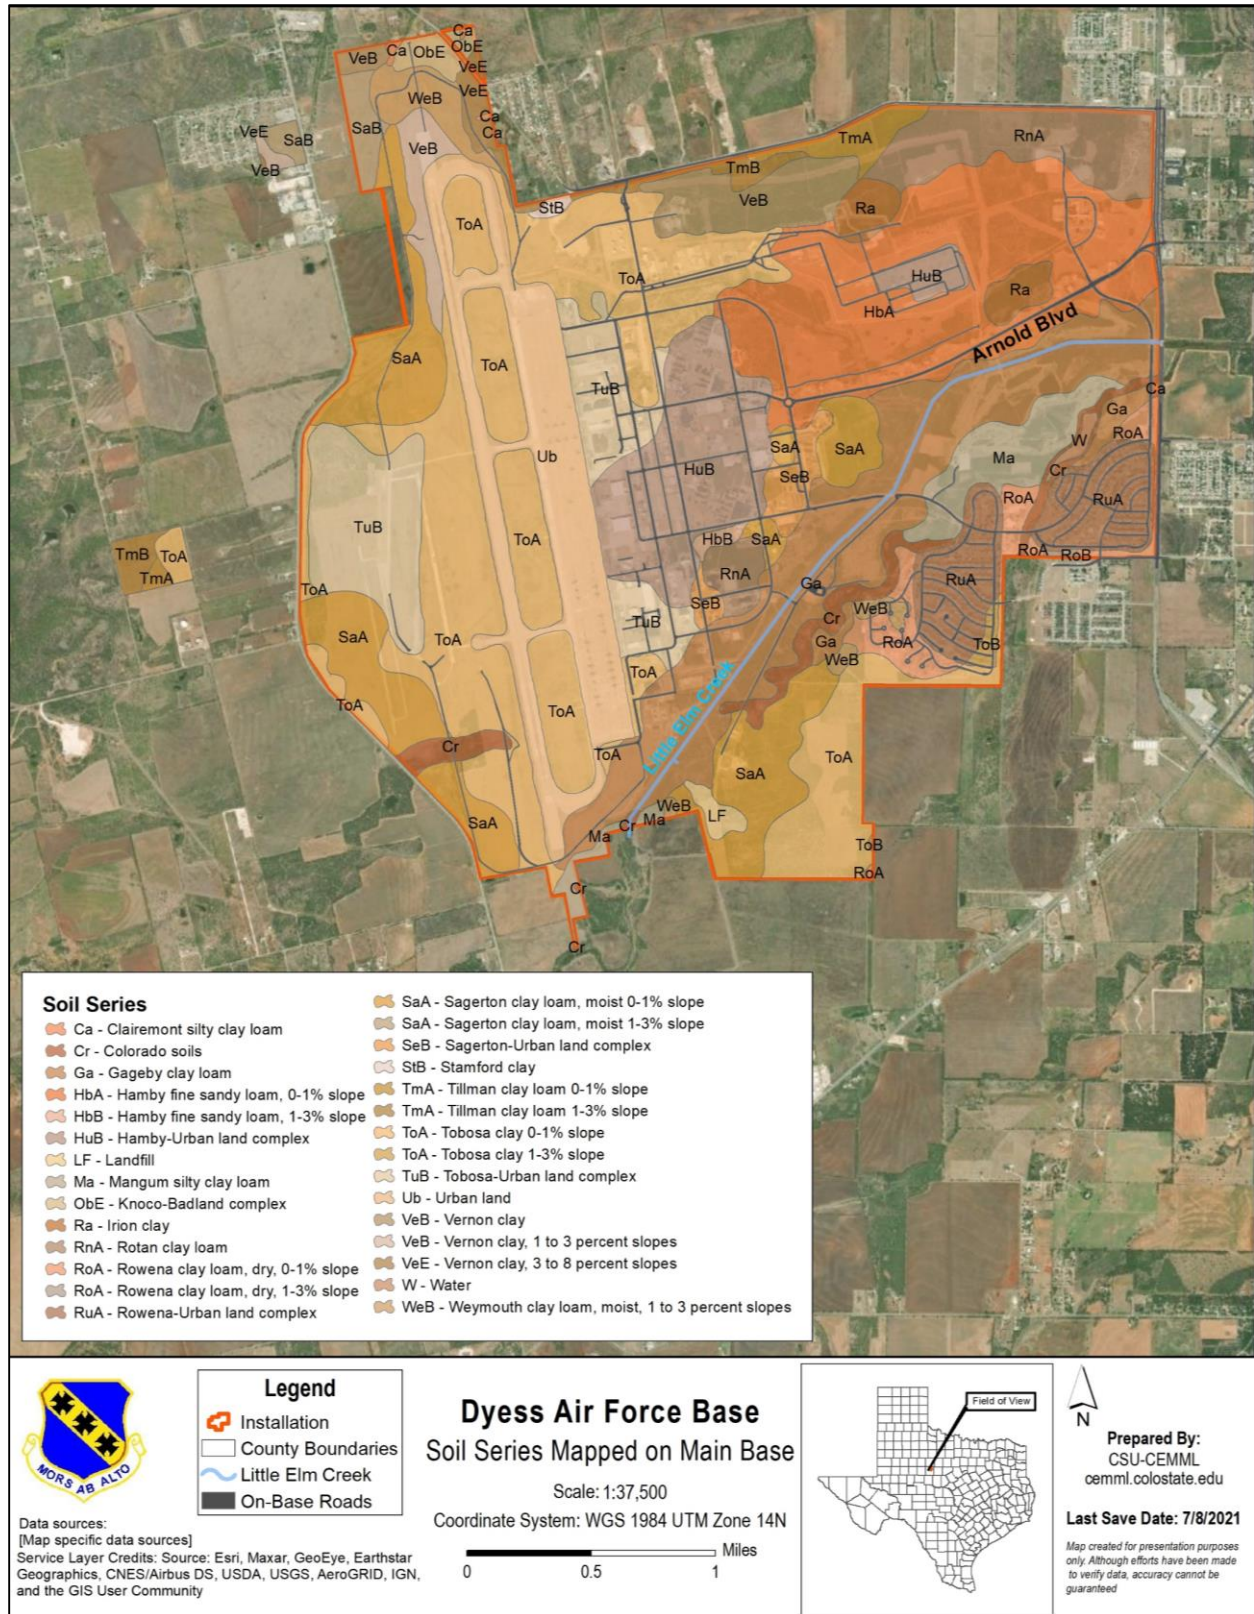 Ca
Ca
ObE
ObE
VeB
VeE
VeE
WeB
Ca
Ca
SaB
VeE
SaB
VeB
VeB
TmA
RnA
TmB
VeB
StB
Ra
ToA
ToA
HuB
Ra
HbA
Arnold Blvd
SaA
ToA
TuB
Ca
Ga
RoA
W
SaA
SaA
Ma
Cr
Ub
HuB
SeB
RoA
RuA
TuB
ToA
HbB
SaA
RoA
RoB
TmB
ToA
TmA
RnA
RuA
ToA
Ga
SeB
WeB
Cr
TuB
SaA
ToA
Ga
RoA
ToB
WeB
ToA
Little Elm Creek
ToA
ToA
Cr
ToA
SaA
ToA
WeB
LF
Ma
Cr
Ma
SaA
ToB
RoA
Cr
Cr
Soil Series
Ca - Clairemont silty clay loam
Cr - Colorado soils
Ga - Gageby clay loam
HbA - Hamby fine sandy loam, 0-1% slope
HbB - Hamby fine sandy loam, 1-3% slope
HuB - Hamby-Urban land complex
LF - Landfill
Ma - Mangum silty clay loam
ObE - Knoco-Badland complex
Ra - Irion clay
RnA - Rotan clay loam
RoA - Rowena clay loam, dry, 0-1% slope
RoA - Rowena clay loam, dry, 1-3% slope
RuA - Rowena-Urban land complex
SaA - Sagerton clay loam, moist 0-1% slope
SaA - Sagerton clay loam, moist 1-3% slope
SeB - Sagerton-Urban land complex
StB - Stamford clay
TmA - Tillman clay loam 0-1% slope
TmA - Tillman clay loam 1-3% slope
ToA - Tobosa clay 0-1% slope
ToA - Tobosa clay 1-3% slope
TuB - Tobosa-Urban land complex
Ub - Urban land
VeB - Vernon clay
VeB - Vernon clay, 1 to 3 percent slopes
VeE - Vernon clay, 3 to 8 percent slopes
W - Water
WeB - Weymouth clay loam, moist, 1 to 3 percent slopes
MORS AB ALTO
Data sources:
[Map specific data sources]
Service Layer Credits: Source: Esri, Maxar, GeoEye, Earthstar
Geographics, CNES/Airbus DS, USDA, USGS, AeroGRID, IGN,
and the GIS User Community
Legend
Installation
County Boundaries
Little Elm Creek
On-Base Roads
Dyess Air Force Base
Soil Series Mapped on Main Base
Scale: 1:37,500
Coordinate System: WGS 1984 UTM Zone 14N
Miles
0 0.5 1
Field of View
N
Prepared By:
CSU-CEMML
cemml.colostate.edu
Last Save Date: 7/8/2021
Map created for presentation purposes
only. Although efforts have been made
to verify data, accuracy cannot be
guaranteed